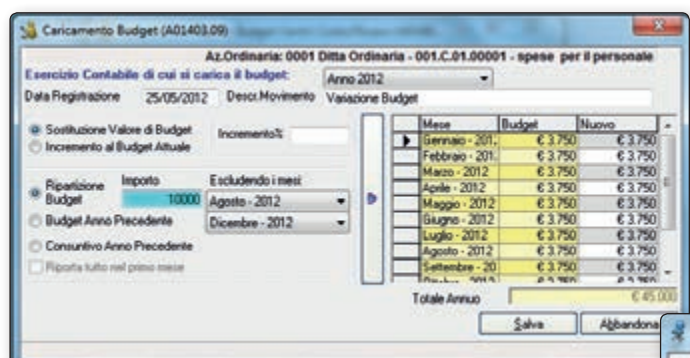 Caricamento Budget (A01403.09)
Az.Ordinaria: 0001 Ditta Ordinaria - 001.C.01.00001 - spese per il personale
Esercizio Contabile di cui si carica il budget: Anno 2012
Data Registrazione 25/05/2012 Descr.Movimento Variazione Budget
Sostituzione Valore di Budget
Incremento al Budget Attuale
Incremento%
Ripartizione Budget
Importo
10000
Escludendo i mesi:
Agosto - 2012
Dicembre - 2012
Budget Anno Precedente
Consuntivo Anno Precedente
Riporta tutto nel primo mese
Mese Budget Nuovo
Gennaio - 201. € 3.750 € 3.750
Febbraio - 201. € 3.750 € 3.750
Marzo - 2012 € 3.750 € 3.750
Aprile - 2012 € 3.750 € 3.750
Maggio - 2012 € 3.750 € 3.750
Giugno - 2012 € 3.750 € 3.750
Luglio - 2012 € 3.750 € 3.750
Agosto - 2012 € 3.750 € 3.750
Settembre - 20 € 3.750 € 3.750
Totale Annuo € 45.000
Salva Abbandona